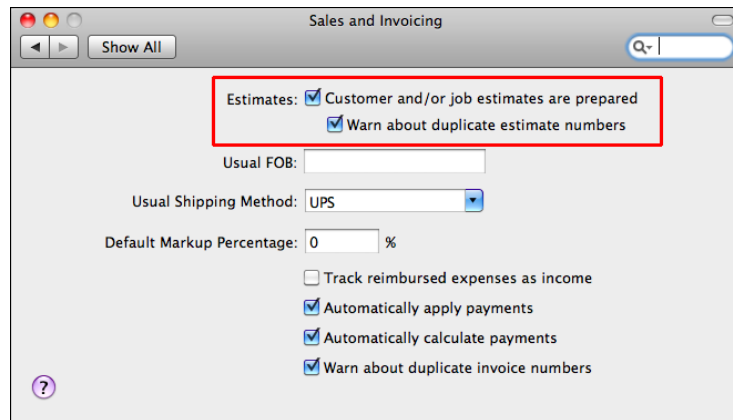 Sales and Invoicing
Show All
Estimates: Customer and/or job estimates are prepared
Warn about duplicate estimate numbers
Usual FOB:
Usual Shipping Method: UPS
Default Markup Percentage: 0 %
Track reimbursed expenses as income
Automatically apply payments
Automatically calculate payments
Warn about duplicate invoice numbers
?